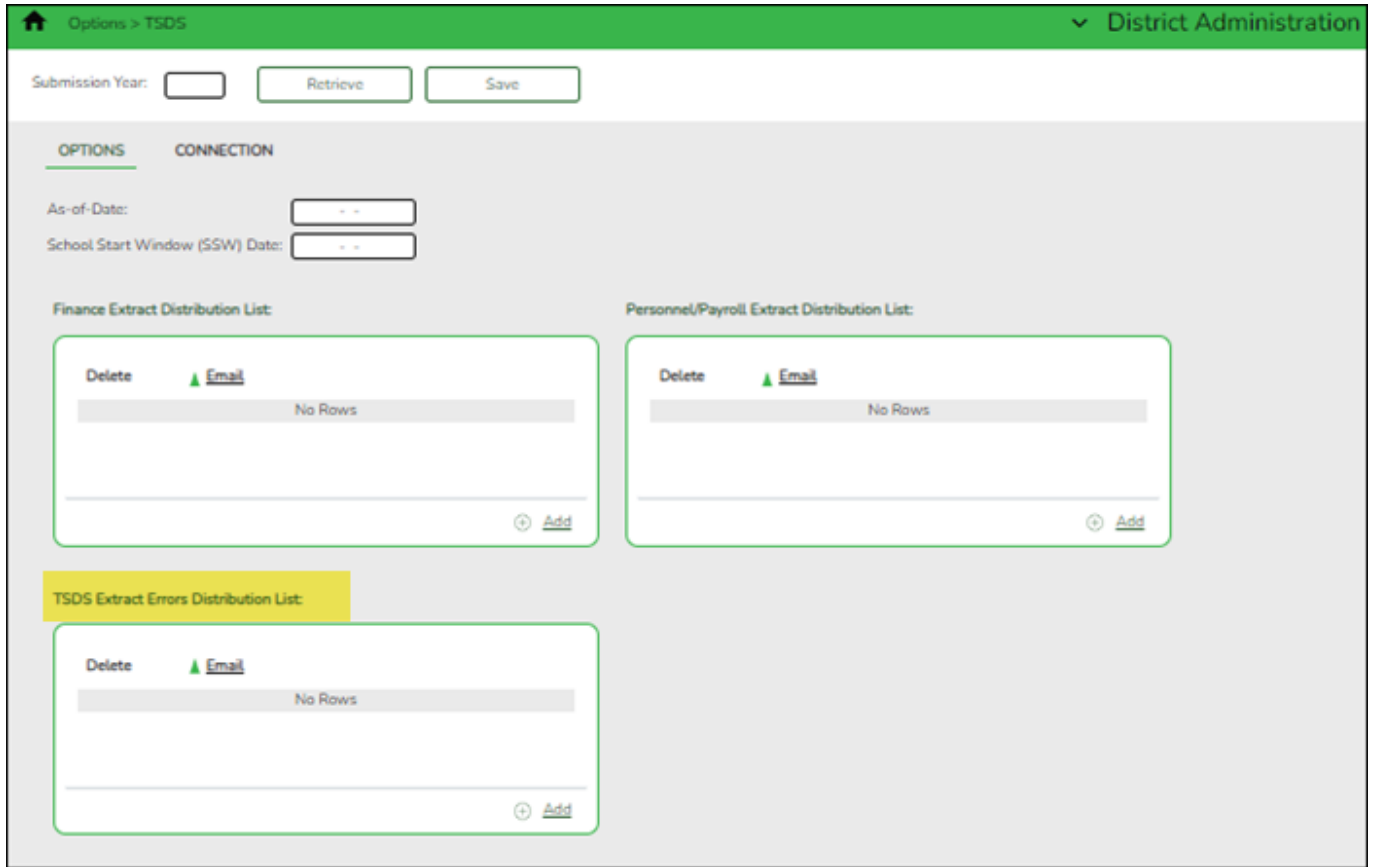 Options > TSDS
District Administration
Submission Year:
Retrieve
Save
OPTIONS
CONNECTION
As-of-Date:
- -
School Start Window (SSW) Date:
- -
Finance Extract Distribution List:
Personnel/Payroll Extract Distribution List:
Delete
Email
Delete
Email
No Rows
No Rows
Add
Add
TSDS Extract Errors Distribution List:
Delete
Email
No Rows
Add